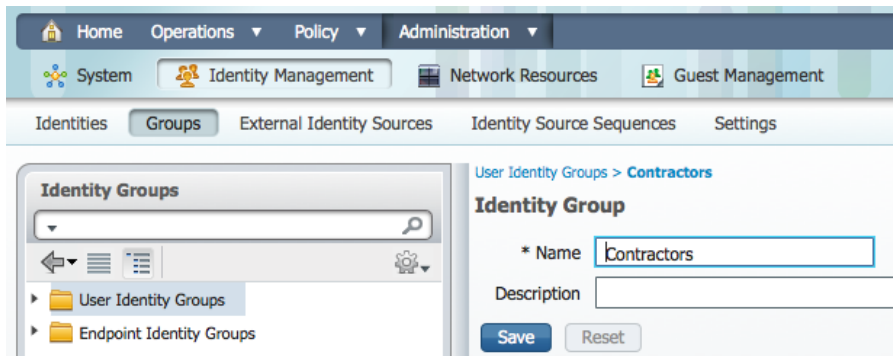 Home Operations ▼ Policy ▼ Administration ▼
System Identity Management Network Resources Guest Management
Identities Groups External Identity Sources Identity Source Sequences Settings
Identity Groups
User Identity Groups
Endpoint Identity Groups
User Identity Groups > Contractors
Identity Group
* Name Contractors
Description
Save Reset